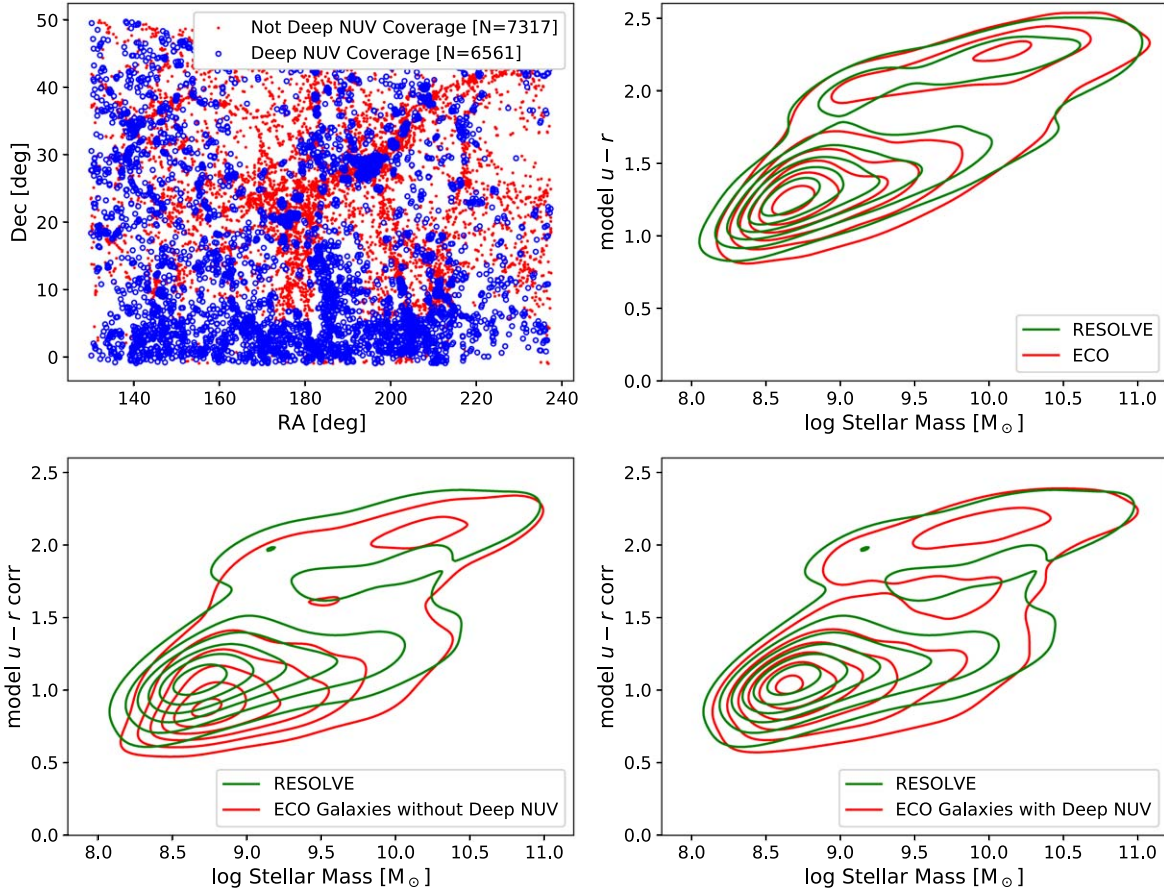 Not Deep NUV Coverage [N=7317]
Deep NUV Coverage [N=6561]
50
40
30
20
10
0
Dec [deg]
140 160 180 200 220 240
RA [deg]
2.5
2.0
1.5
1.0
0.5
0.0
model u − r
RESOLVE
ECO
8.0 8.5 9.0 9.5 10.0 10.5 11.0
log Stellar Mass [M⊙]
2.5
2.0
1.5
1.0
0.5
0.0
model u − r corr
RESOLVE
ECO Galaxies without Deep NUV
8.0 8.5 9.0 9.5 10.0 10.5 11.0
log Stellar Mass [M⊙]
2.5
2.0
1.5
1.0
0.5
0.0
model u − r corr
RESOLVE
ECO Galaxies with Deep NUV
8.0 8.5 9.0 9.5 10.0 10.5 11.0
log Stellar Mass [M⊙]